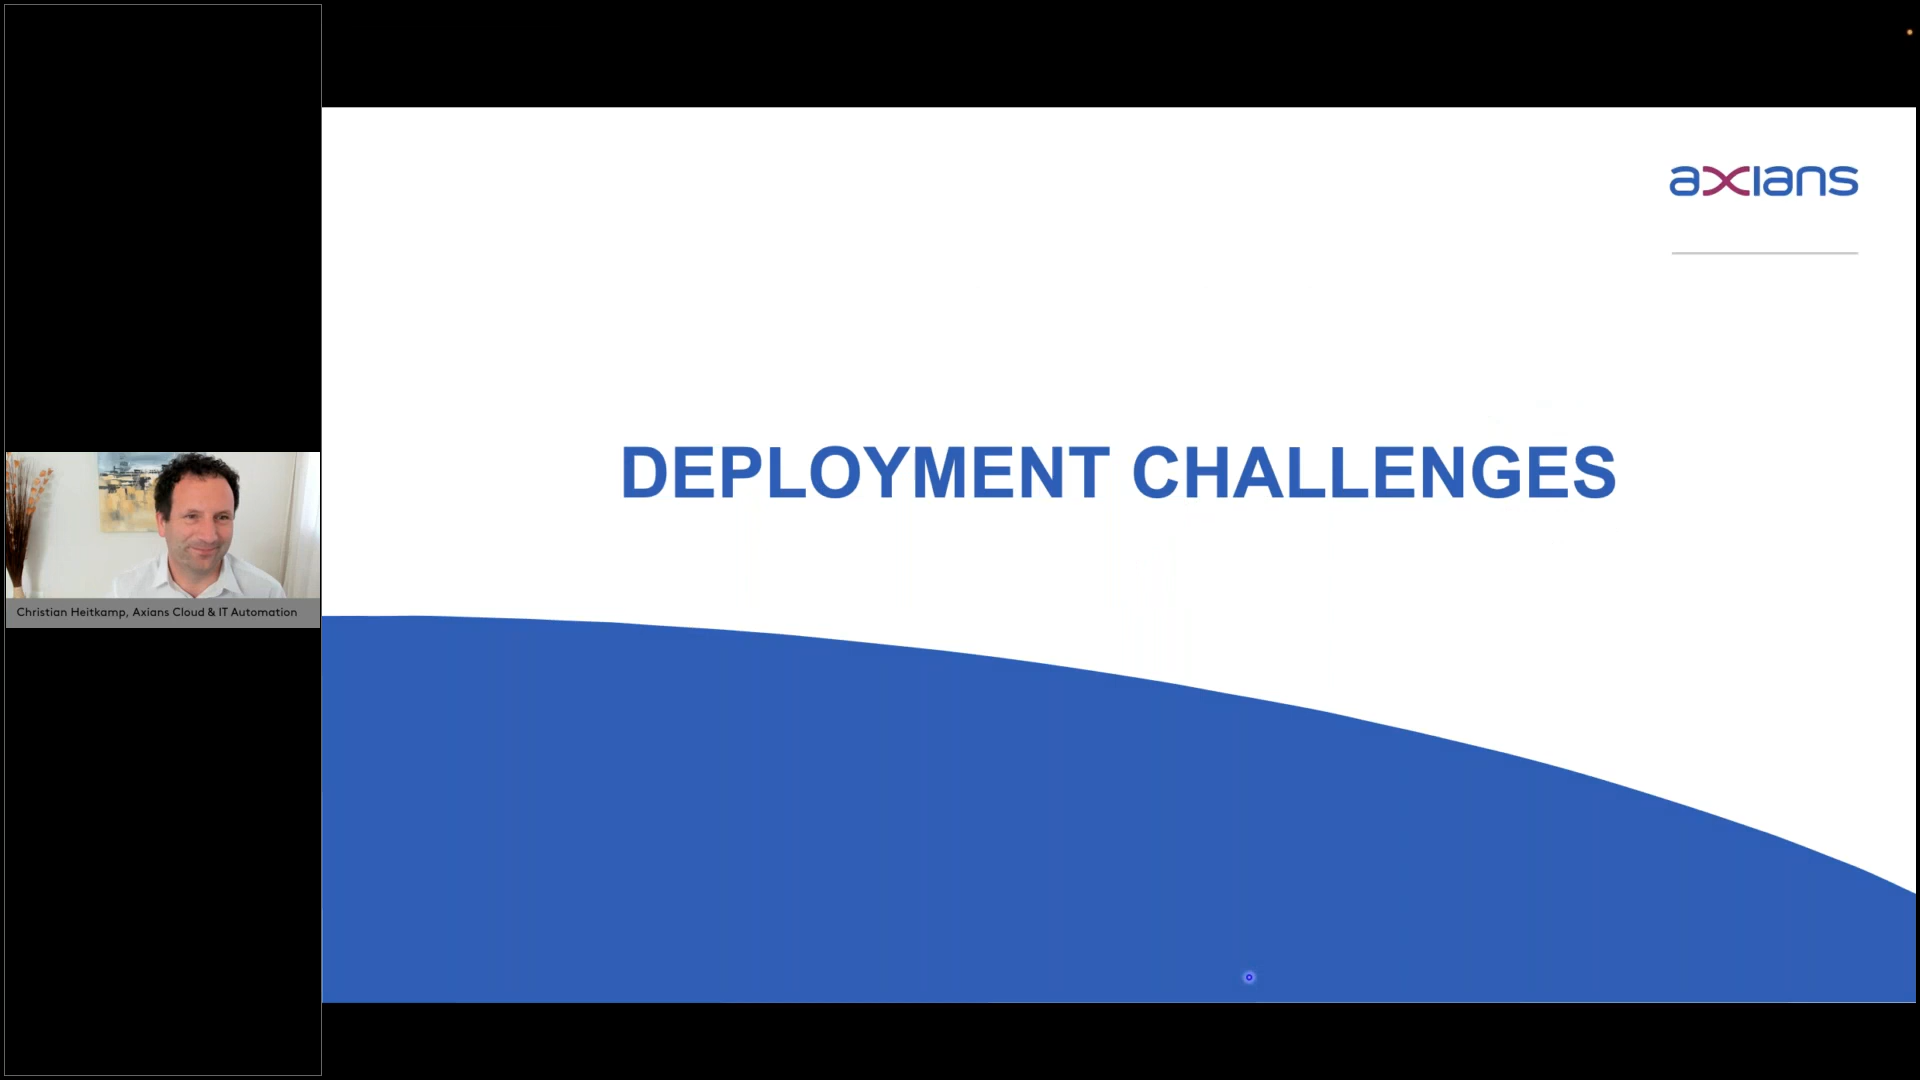 axians
DEPLOYMENT CHALLENGES
Christian Heitkamp, Axians Cloud & IT Automation